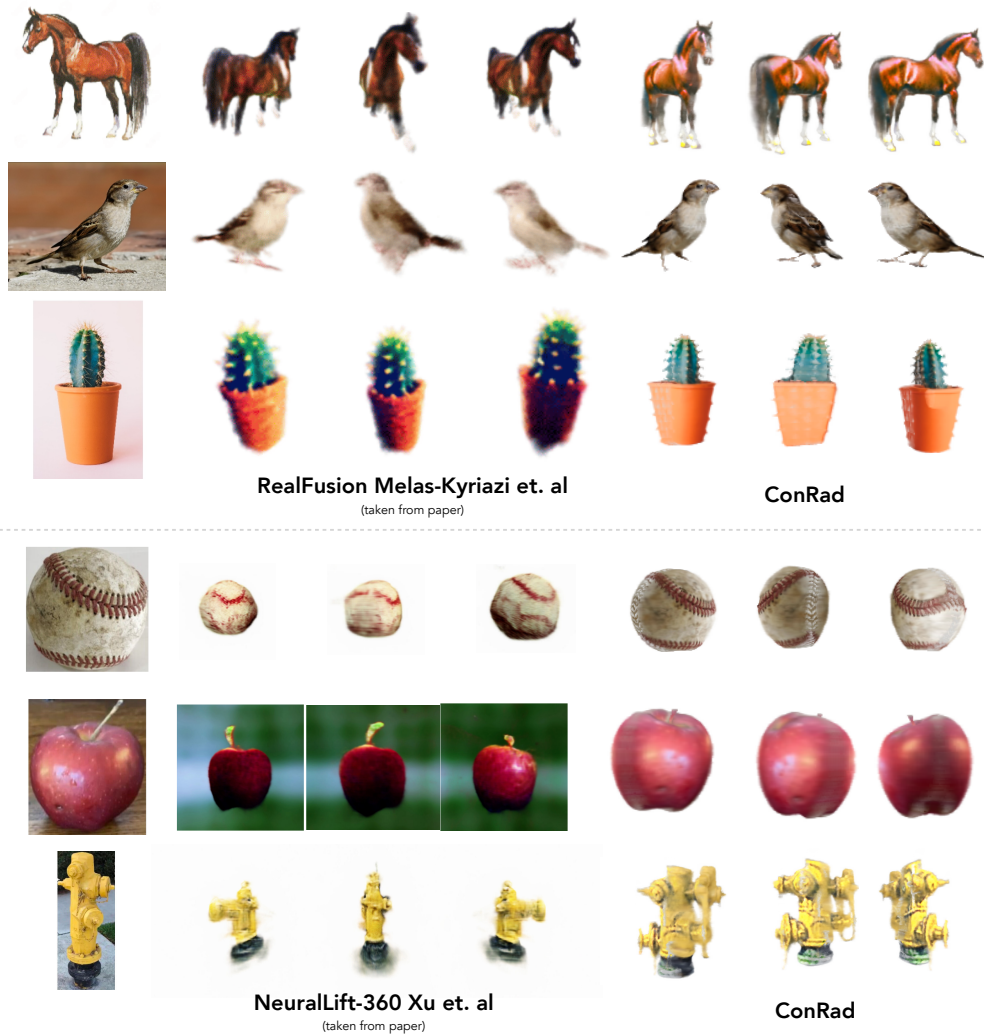 RealFusion Melas-Kyriazi et. al
(taken from paper)
ConRad
NeuralLift-360 Xu et. al
(taken from paper)
ConRad